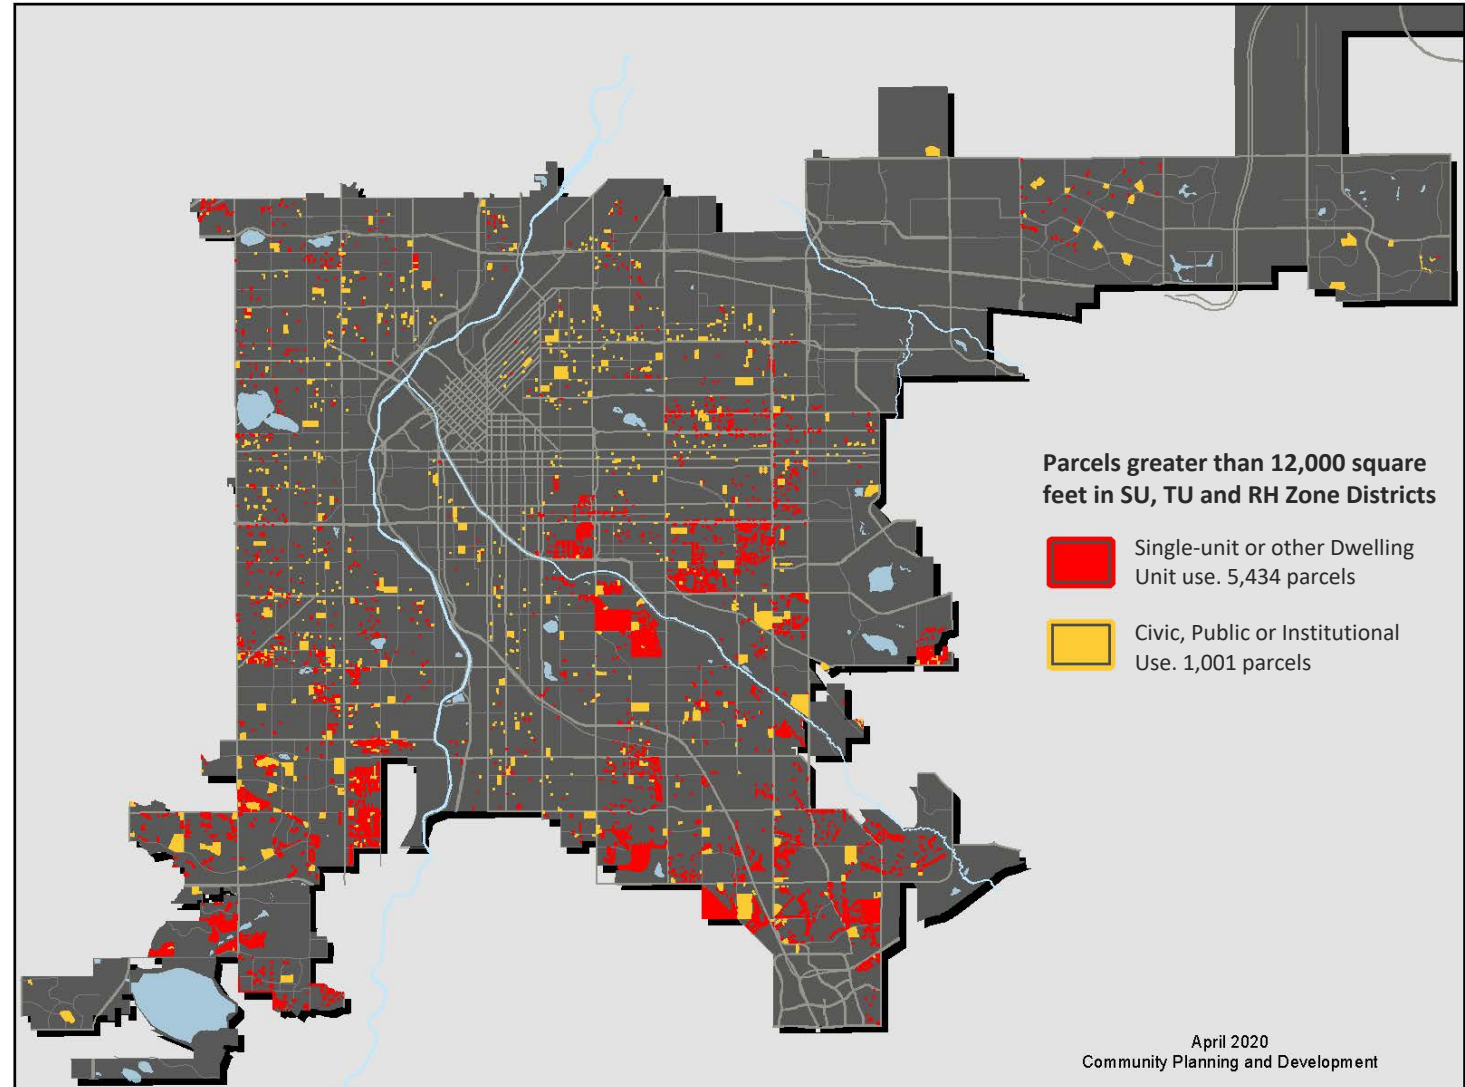 Parcels greater than 12,000 square
feet in SU, TU and RH Zone Districts
Single-unit or other Dwelling
Unit use. 5,434 parcels
Civic, Public or Institutional
Use. 1,001 parcels
April 2020
Community Planning and Development